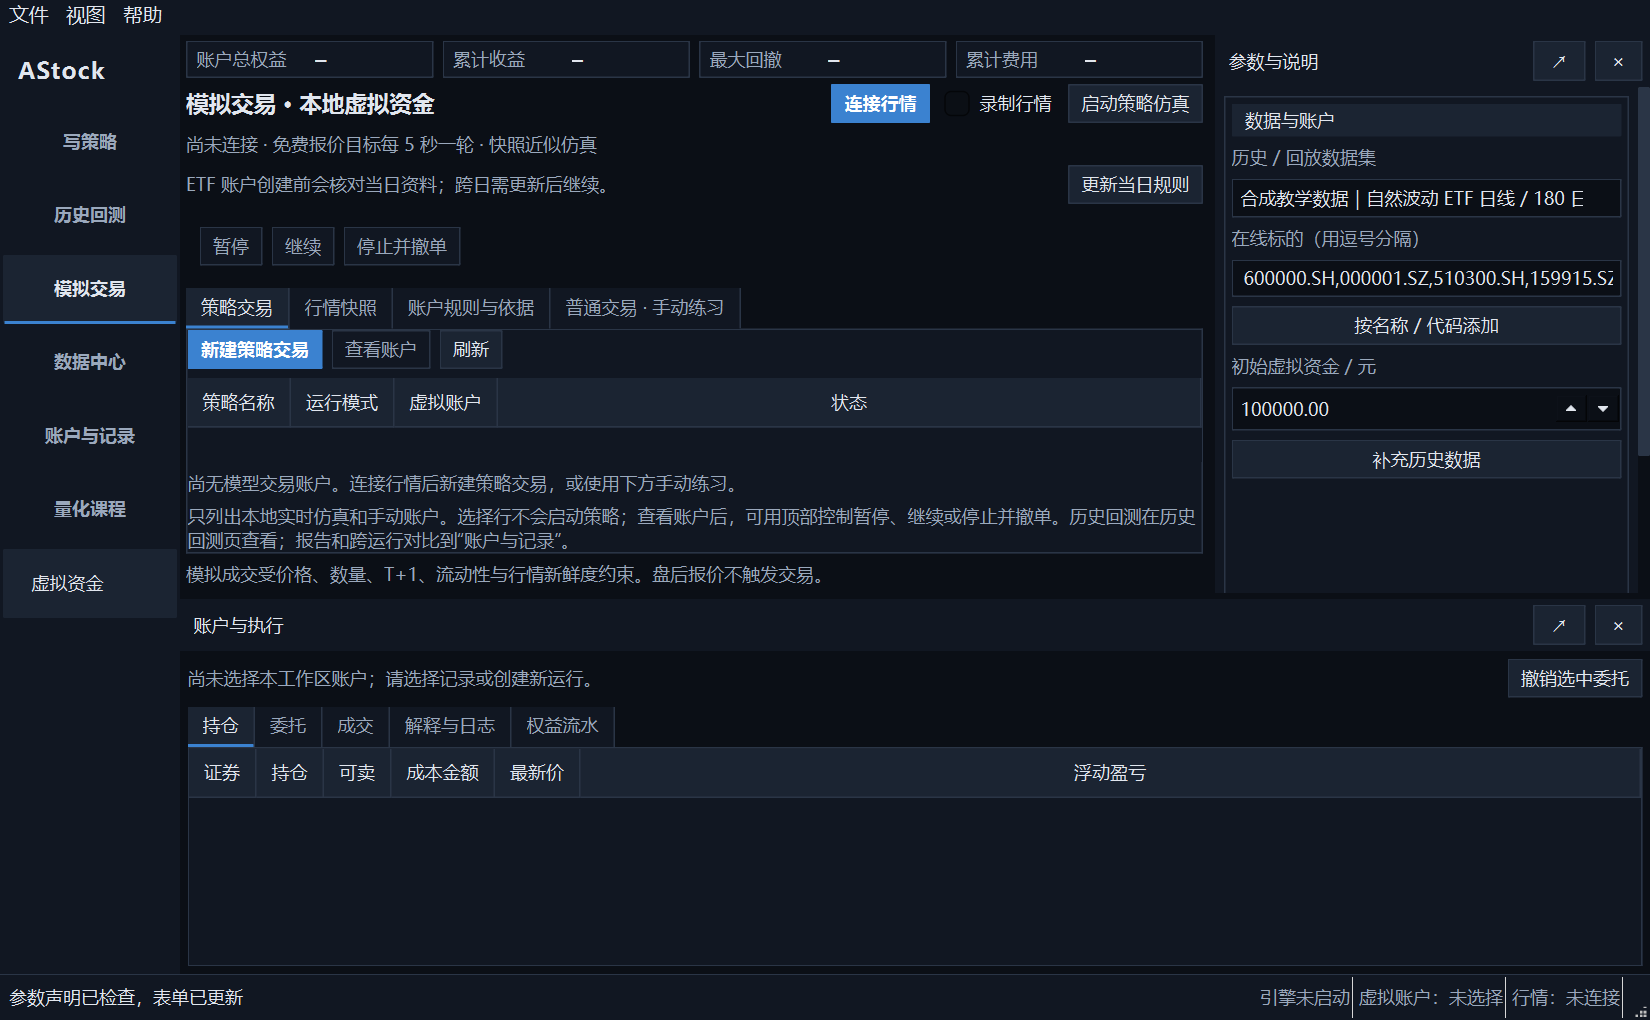 文件 视图 帮助
AStock
写策略
历史回测
模拟交易
数据中心
账户与记录
量化课程
虚拟资金
账户总权益 –
累计收益 –
最大回撤 –
累计费用 –
模拟交易 · 本地虚拟资金
连接行情
录制行情
启动策略仿真
尚未连接 · 免费报价目标每 5 秒一轮 · 快照近似仿真
ETF 账户创建前会核对当日资料；跨日需更新后继续。
更新当日规则
暂停
继续
停止并撤单
策略交易
行情快照
账户规则与依据
普通交易 · 手动练习
新建策略交易
查看账户
刷新
策略名称 运行模式 虚拟账户 状态
尚无模型交易账户。连接行情后新建策略交易，或使用下方手动练习。
只列出本地实时仿真和手动账户。选择行不会启动策略；查看账户后，可用顶部控制暂停、继续或停止并撤单。历史回测在历史
回测页查看；报告和跨运行对比到“账户与记录”。
模拟成交受价格、数量、T+1、流动性与行情新鲜度约束。盘后报价不触发交易。
参数与说明
数据与账户
历史 / 回放数据集
合成教学数据 | 自然波动 ETF 日线 / 180 日
在线标的（用逗号分隔）
600000.SH,000001.SZ,510300.SH,159915.SZ
按名称 / 代码添加
初始虚拟资金 / 元
100000.00
补充历史数据
账户与执行
尚未选择本工作区账户；请选择记录或创建新运行。
撤销选中委托
持仓
委托
成交
解释与日志
权益流水
证券 持仓 可卖 成本金额 最新价 浮动盈亏
参数声明已检查，表单已更新
引擎未启动 虚拟账户：未选择 行情：未连接